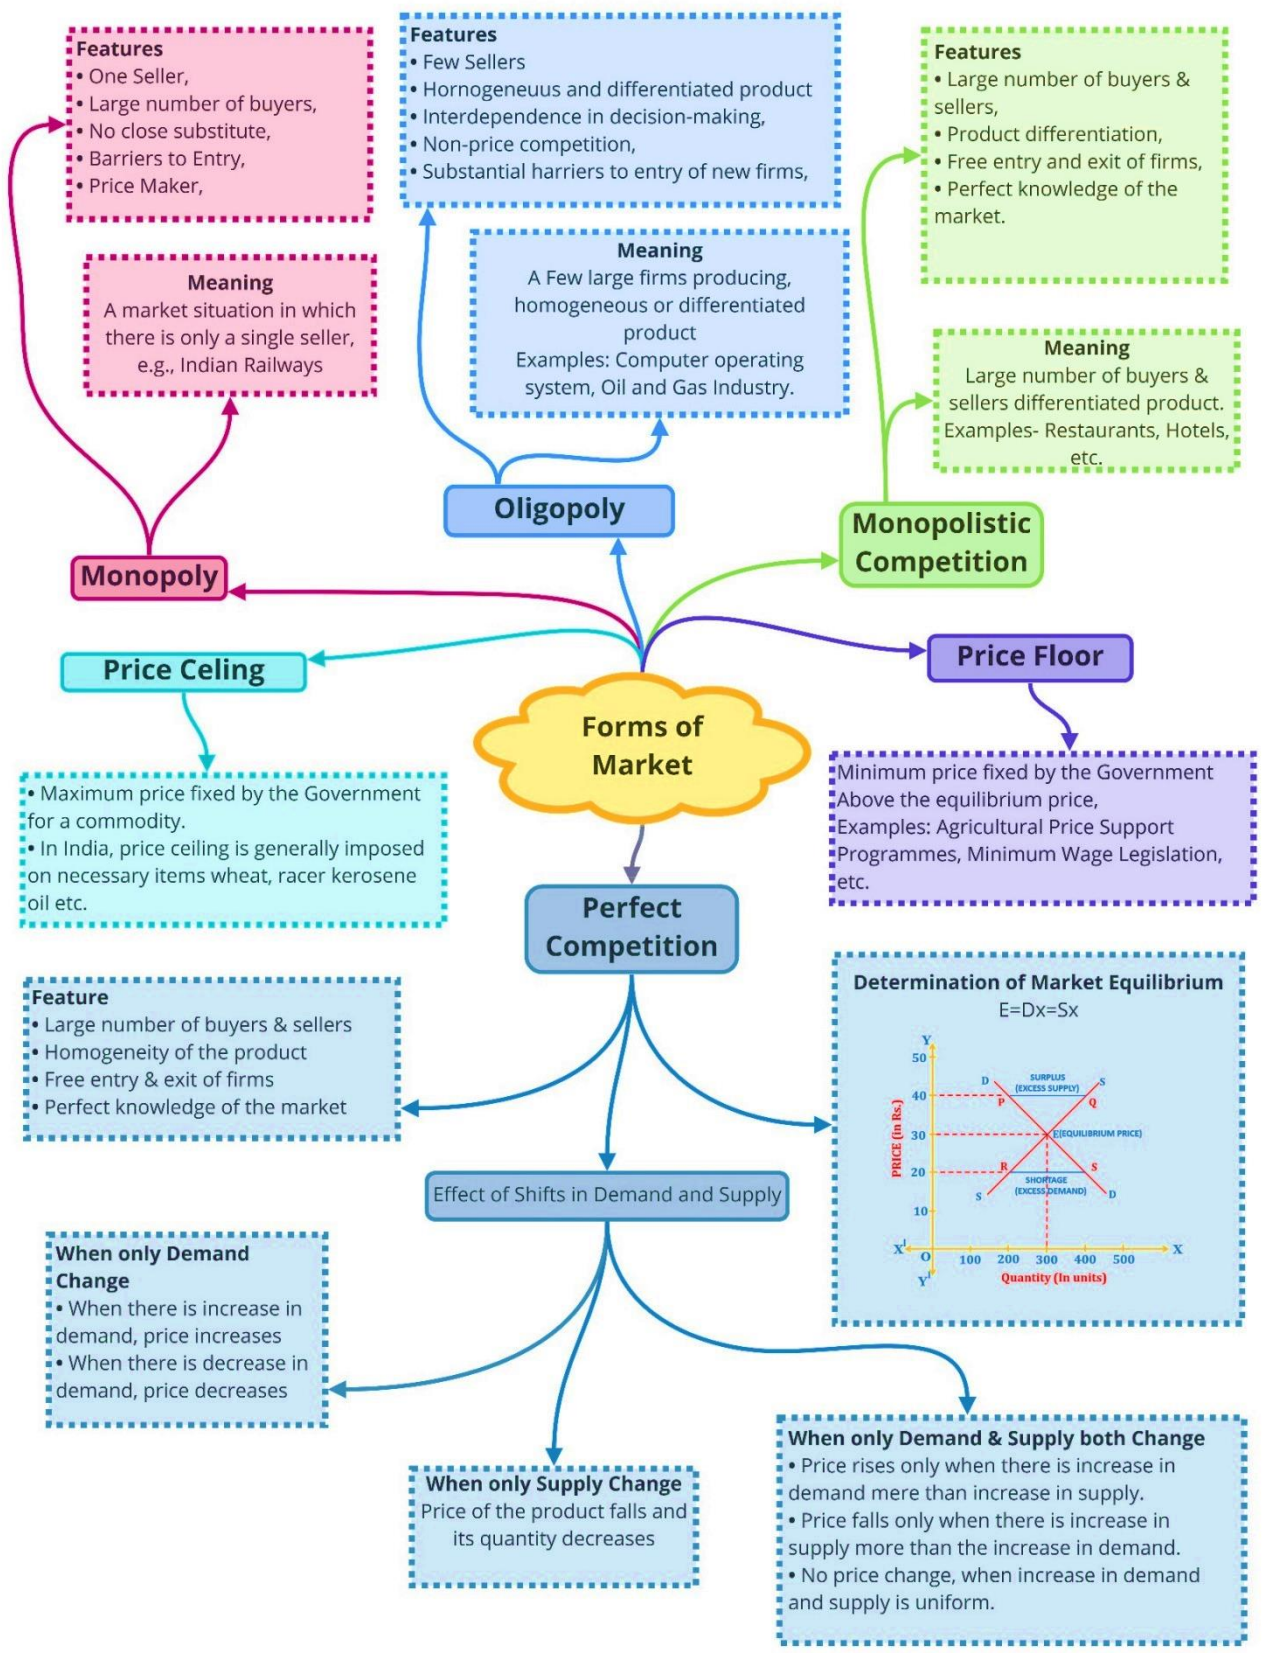 Features
• One Seller,
• Large number of buyers,
• No close substitute,
• Barriers to Entry,
• Price Maker,
Features
• Few Sellers
• Hornogeneuus and differentiated product
• Interdependence in decision-making,
• Non-price competition,
• Substantial harriers to entry of new firms,
Features
• Large number of buyers &
sellers,
• Product differentiation,
• Free entry and exit of firms,
• Perfect knowledge of the
market.
Meaning
A market situation in which
there is only a single seller,
e.g., Indian Railways
Meaning
A Few large firms producing,
homogeneous or differentiated
product
Examples: Computer operating
system, Oil and Gas Industry.
Meaning
Large number of buyers &
sellers differentiated product.
Examples- Restaurants, Hotels,
etc.
Monopoly
Oligopoly
Monopolistic
Competition
Price Celing
Price Floor
Forms of
Market
• Maximum price fixed by the Government
for a commodity.
• In India, price ceiling is generally imposed
on necessary items wheat, racer kerosene
oil etc.
Minimum price fixed by the Government
Above the equilibrium price,
Examples: Agricultural Price Support
Programmes, Minimum Wage Legislation,
etc.
Perfect
Competition
Feature
• Large number of buyers & sellers
• Homogeneity of the product
• Free entry & exit of firms
• Perfect knowledge of the market
Determination of Market Equilibrium
E=Dx=Sx
Y
50
40
30
20
10
PRICE (in Rs.)
D
SURPLUS
(EXCESS SUPPLY)
S
P
Q
E(EQUILIBRIUM PRICE)
R
S
SHORTAGE
(EXCESS DEMAND)
S
D
X'
O
100 200 300 400 500
X
Y'
Quantity (In units)
Effect of Shifts in Demand and Supply
When only Demand
Change
• When there is increase in
demand, price increases
• When there is decrease in
demand, price decreases
When only Supply Change
Price of the product falls and
its quantity decreases
When only Demand & Supply both Change
• Price rises only when there is increase in
demand mere than increase in supply.
• Price falls only when there is increase in
supply more than the increase in demand.
• No price change, when increase in demand
and supply is uniform.